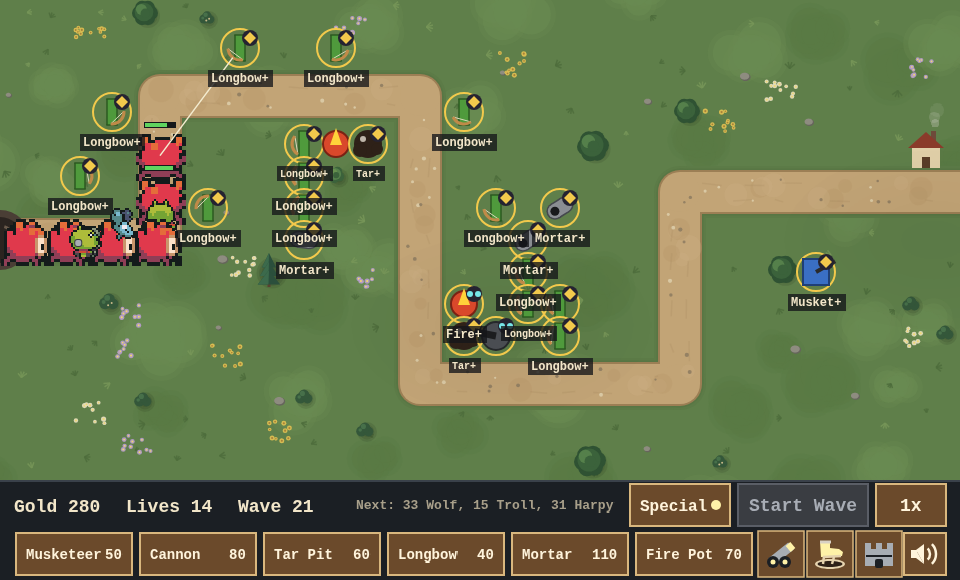 Longbow+ Longbow+
Longbow+ Longbow+
Longbow+ Tar+
Longbow+ Longbow+
Longbow+ Longbow+ Longbow+ Mortar+
Mortar+ Mortar+
Longbow+ Musket+
Fire+ Longbow+
Tar+ Longbow+
Gold 280 Lives 14 Wave 21 Next: 33 Wolf, 15 Troll, 31 Harpy Special Start Wave 1x
Musketeer 50 Cannon 80 Tar Pit 60 Longbow 40 Mortar 110 Fire Pot 70